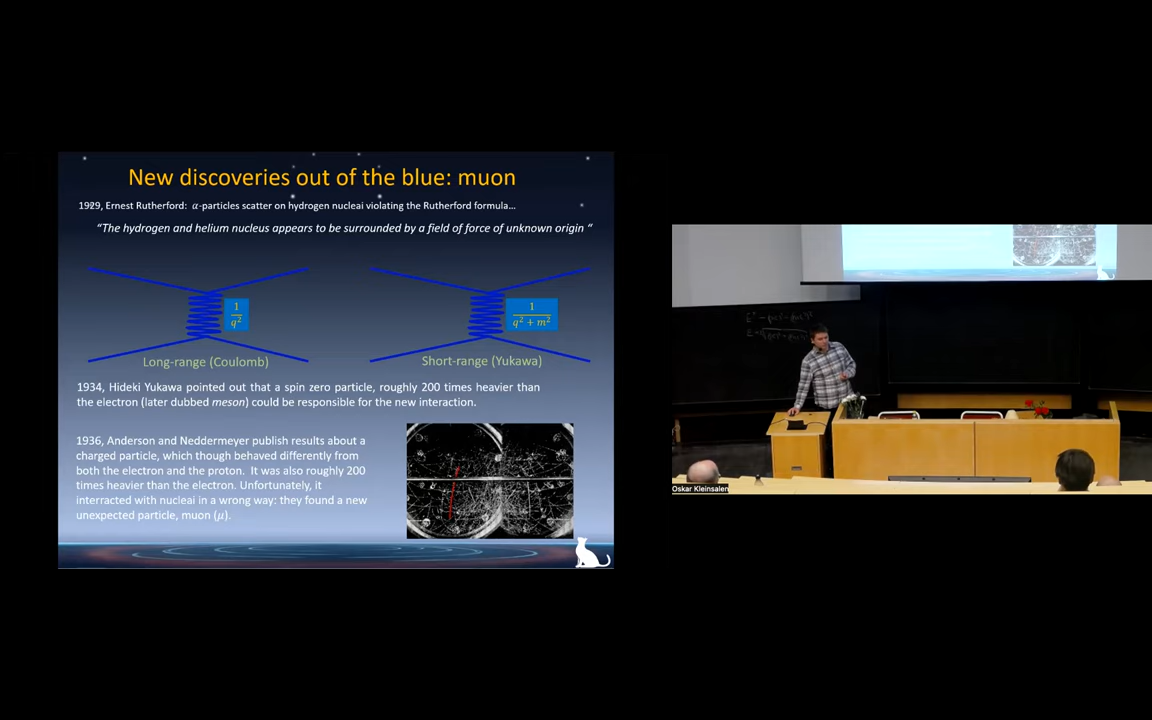 New discoveries out of the blue: muon
1929, Ernest Rutherford: α-particles scatter on hydrogen nucleai violating the Rutherford formula…
"The hydrogen and helium nucleus appears to be surrounded by a field of force of unknown origin "
1
q²
1
q² + m²
Long-range (Coulomb)
Short-range (Yukawa)
1934, Hideki Yukawa pointed out that a spin zero particle, roughly 200 times heavier than
the electron (later dubbed meson) could be responsible for the new interaction.
1936, Anderson and Neddermeyer publish results about a
charged particle, which though behaved differently from
both the electron and the proton. It was also roughly 200
times heavier than the electron. Unfortunately, it
interracted with nucleai in a wrong way: they found a new
unexpected particle, muon (μ).
Oskar Kleinsalen